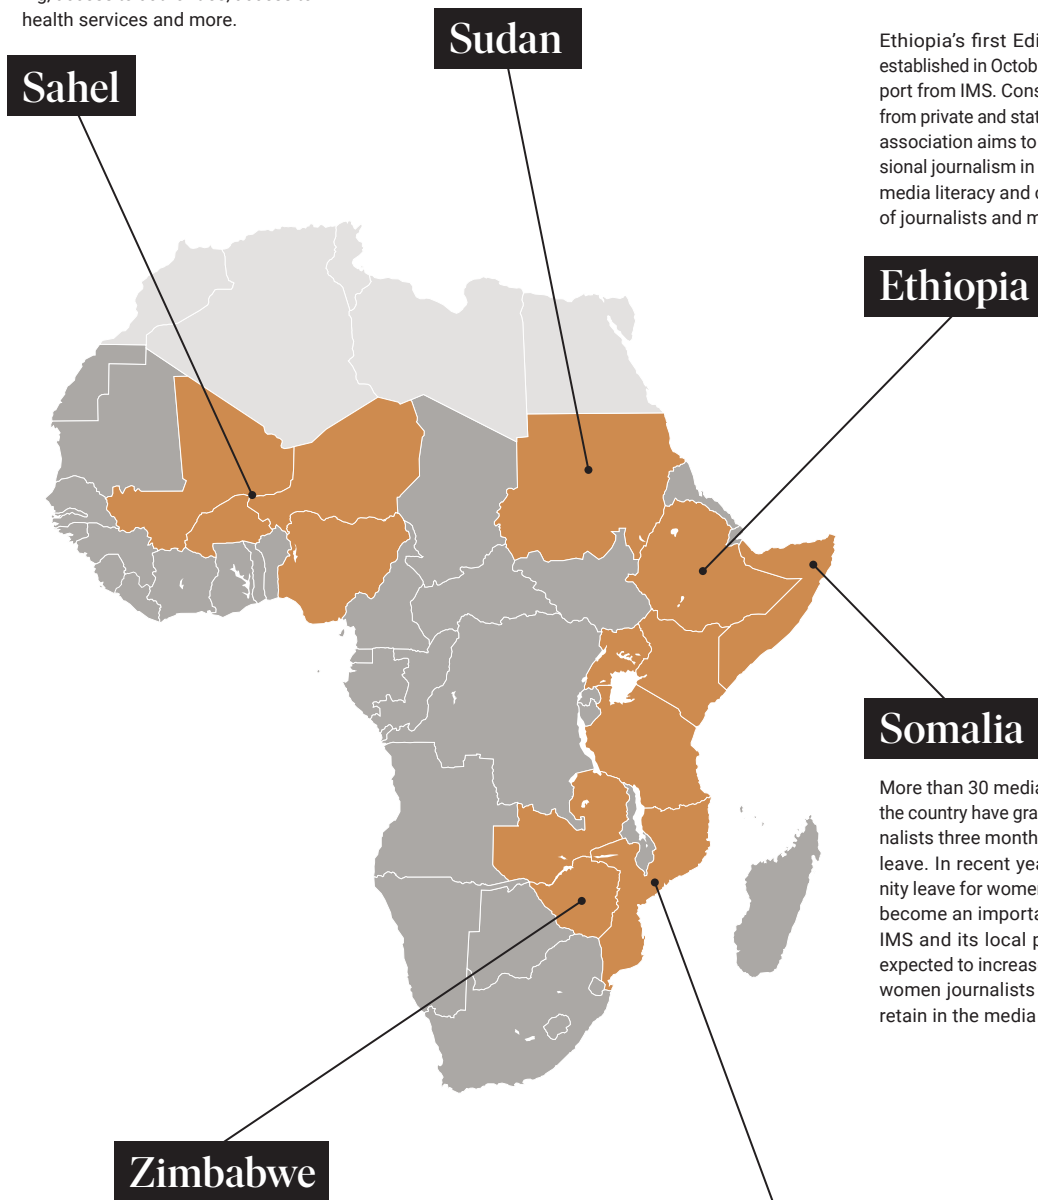 health services and more.
Sahel
Sudan
Ethiopia's first Edi
established in Octob
port from IMS. Cons
from private and stat
association aims to
sional journalism in
media literacy and
of journalists and m
Ethiopia
Somalia
More than 30 media
the country have gra
nalists three month
leave. In recent yea
nity leave for women
become an importa
IMS and its local p
expected to increas
women journalists
retain in the media
Zimbabwe